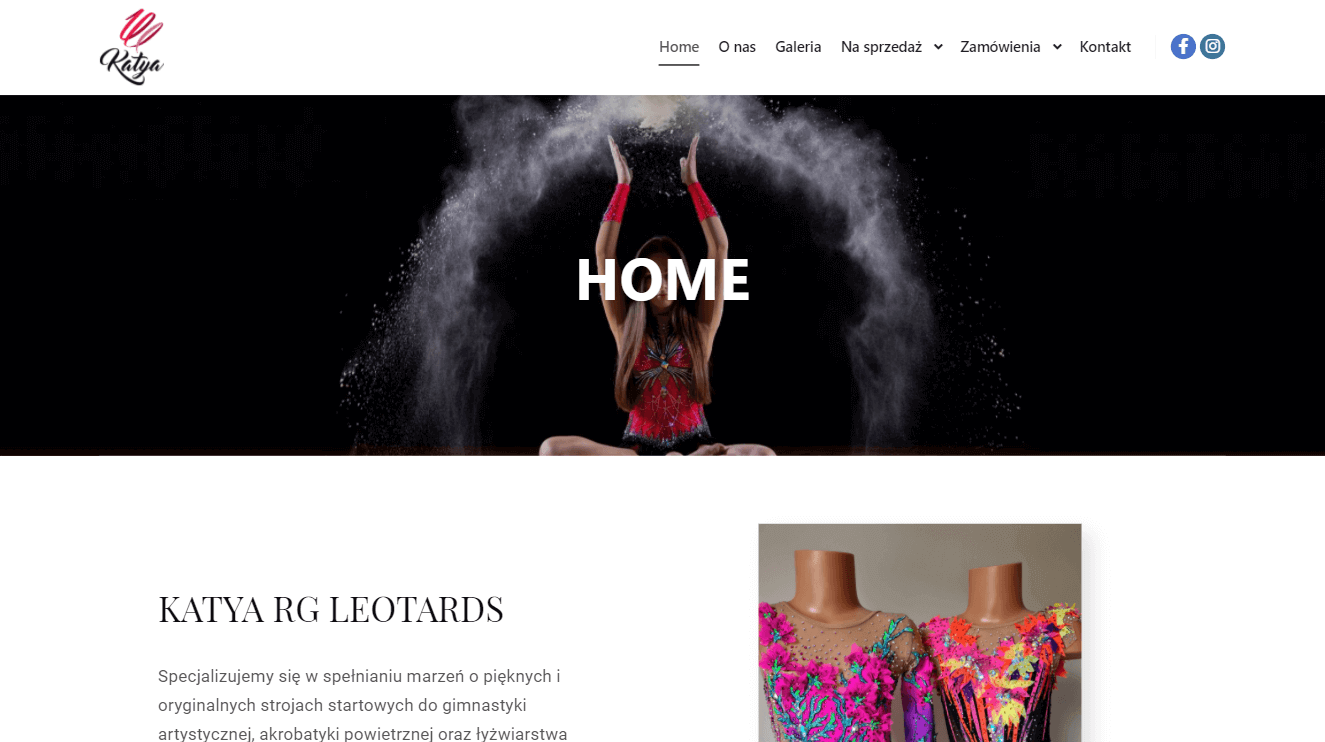 Katya
Home O nas Galeria Na sprzedaż Zamówienia Kontakt
HOME
KATYA RG LEOTARDS
Specjalizujemy się w spełnianiu marzeń o pięknych i
oryginalnych strojach startowych do gimnastyki
artystycznej, akrobatyki powietrznej oraz łyżwiarstwa